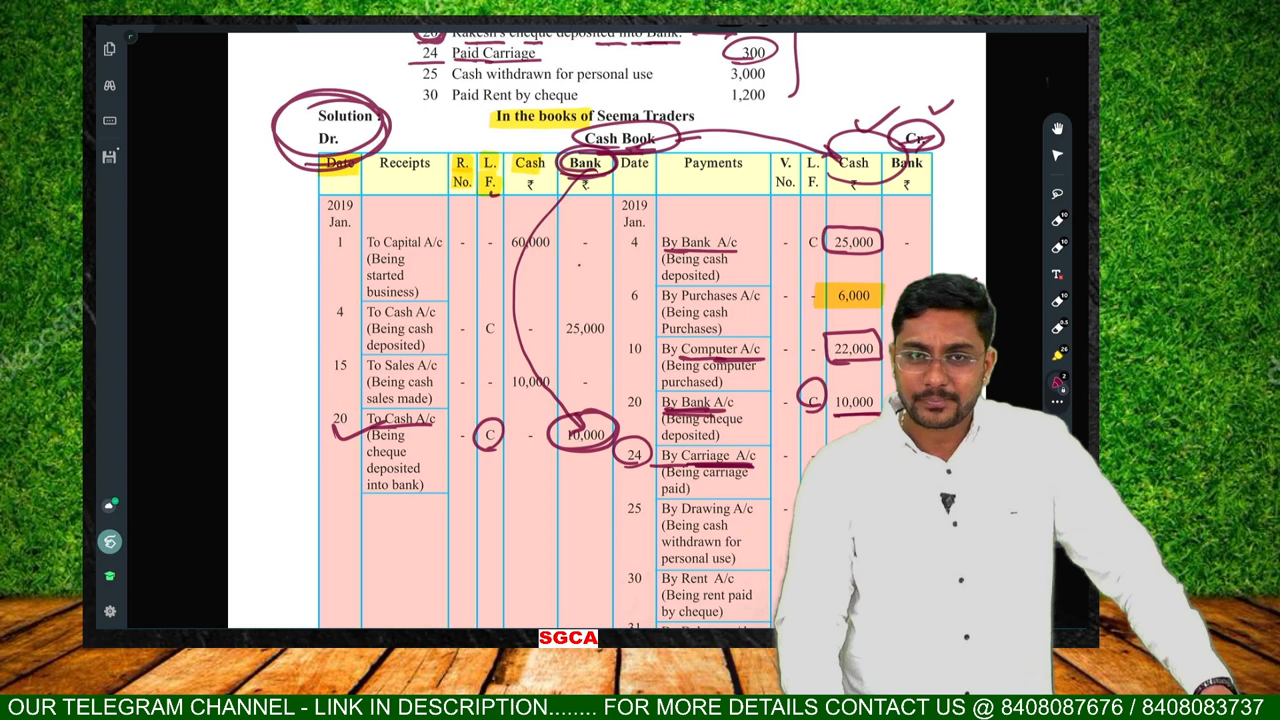 20 Rakesh's cheque deposited into Bank.
24 Paid Carriage 300
25 Cash withdrawn for personal use 3,000
30 Paid Rent by cheque 1,200
Solution : In the books of Seema Traders
Dr. Cash Book Cr.
Date Receipts R. No. L. F. Cash ₹ Bank ₹ Date Payments V. No. L. F. Cash ₹ Bank ₹
2019 Jan.
1 To Capital A/c - - 60,000 -
(Being
started
business)
4 To Cash A/c - C - 25,000
(Being cash
deposited)
15 To Sales A/c - - 10,000 -
(Being cash
sales made)
20 To Cash A/c - C - 10,000
(Being
cheque
deposited
into bank)
2019 Jan.
4 By Bank A/c - C 25,000 -
(Being cash
deposited)
6 By Purchases A/c - - 6,000
(Being cash
Purchases)
10 By Computer A/c - - 22,000
(Being computer
purchased)
20 By Bank A/c - C 10,000
(Being cheque
deposited)
24 By Carriage A/c -
(Being carriage
paid)
25 By Drawing A/c -
(Being cash
withdrawn for
personal use)
30 By Rent A/c
(Being rent paid
by cheque)
31
SGCA
OUR TELEGRAM CHANNEL - LINK IN DESCRIPTION........ FOR MORE DETAILS CONTACT US @ 8408087676 / 8408083737